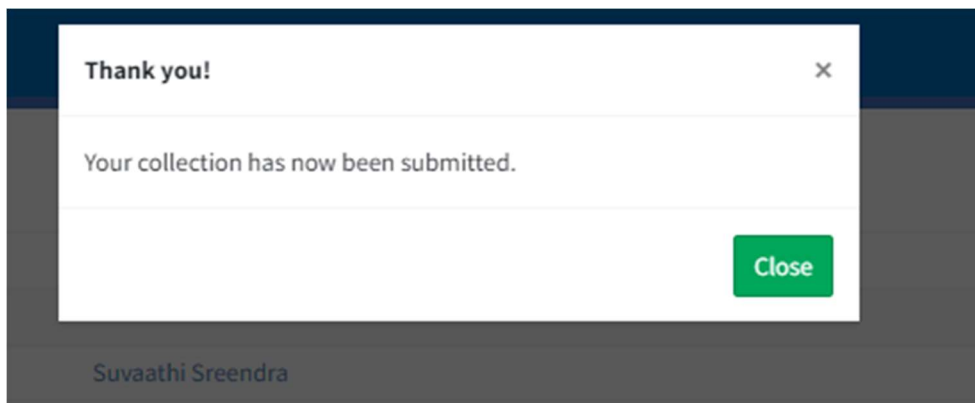 Thank you! ×
Your collection has now been submitted.
Close
Suvaathi Sreendra